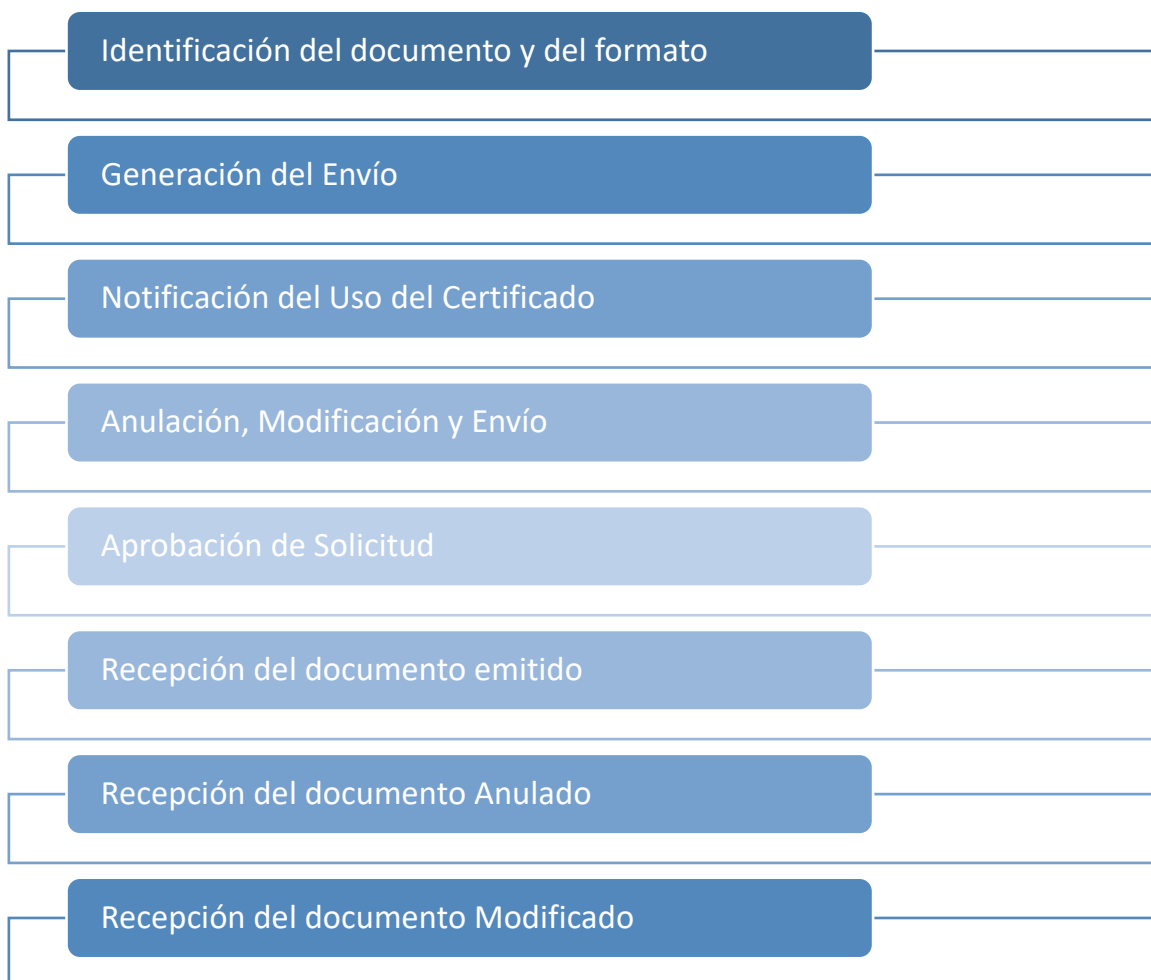 Identificación del documento y del formato
Generación del Envío
Notificación del Uso del Certificado
Anulación, Modificación y Envío
Aprobación de Solicitud
Recepción del documento emitido
Recepción del documento Anulado
Recepción del documento Modificado